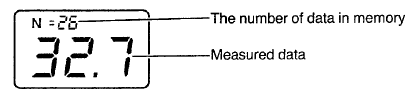 N =26
The number of data in memory
32.7
Measured data